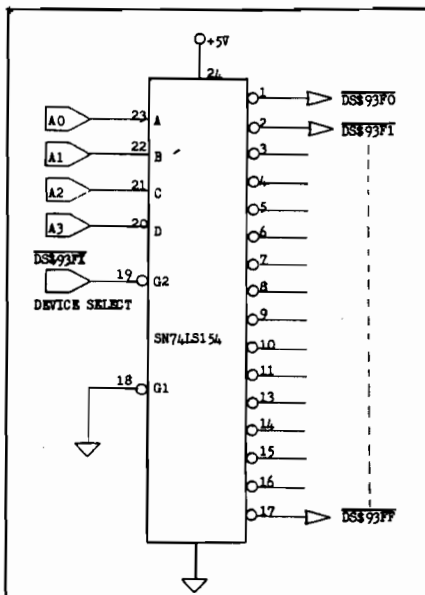 +5V
24
1 DS$93F0
A0 23 A
2 DS$93F1
A1 22 B
3
A2 21 C
4
5
A3 20 D
6
DS$93FX
7
19 G2
8
DEVICE SELECT
9
SN74LS154
10
11
18 G1
13
14
15
16
17 DS$93FF